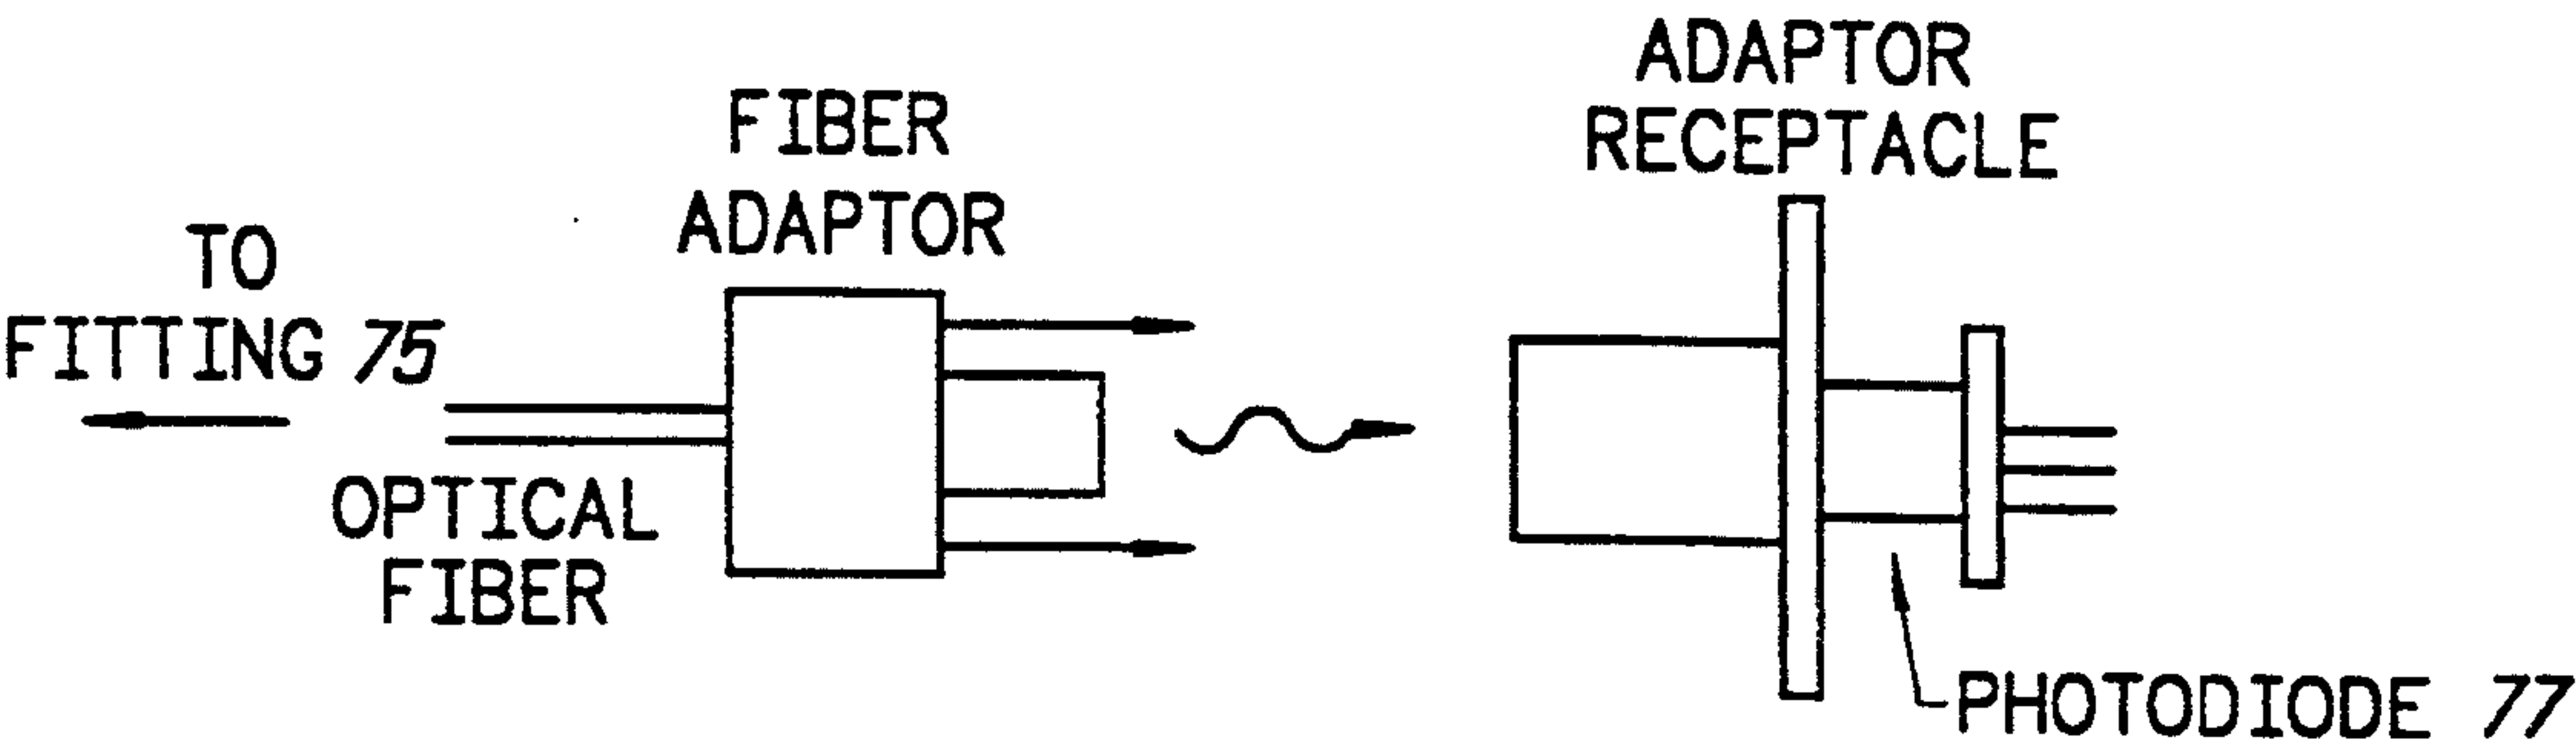 TO
FITTING 75
OPTICAL
FIBER
FIBER
ADAPTOR
ADAPTOR
RECEPTACLE
PHOTODIODE 77